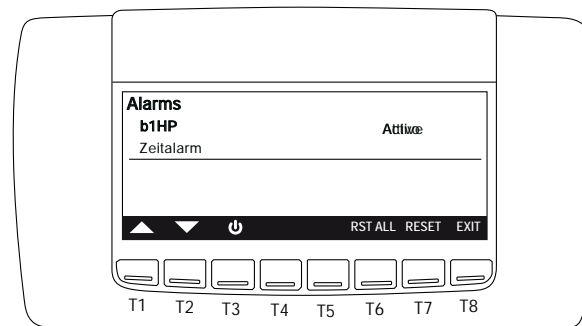 Alarms
b1HP
Zeitalarm
RST ALL RESET EXIT
T1 T2 T3 T4 T5 T6 T7 T8